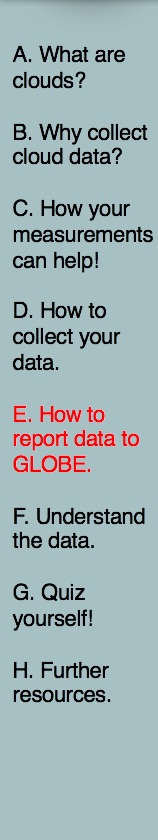 A. What are
clouds?
B. Why collect
cloud data?
C. How your
measurements
can help!
D. How to
collect your
data.
E. How to
report data to
GLOBE.
F. Understand
the data.
G. Quiz
yourself!
H. Further
resources.